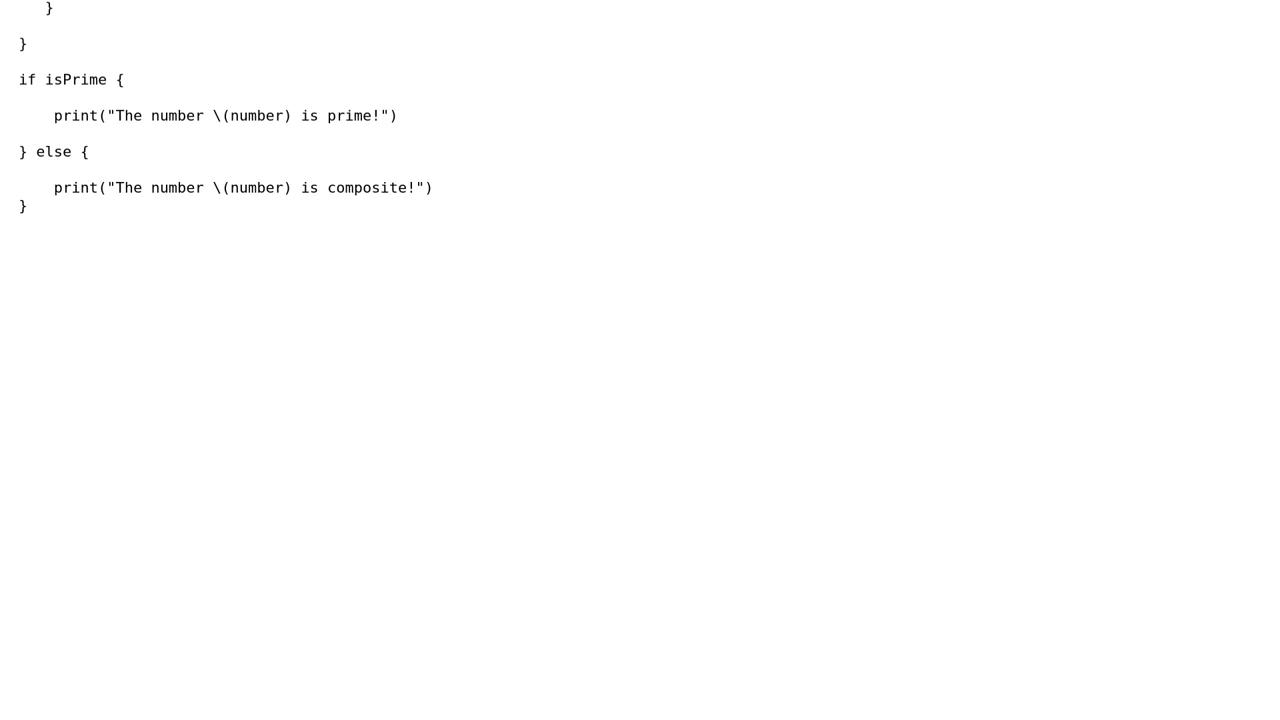 }
}
if isPrime {
    print("The number \(number) is prime!")
} else {
    print("The number \(number) is composite!")
}